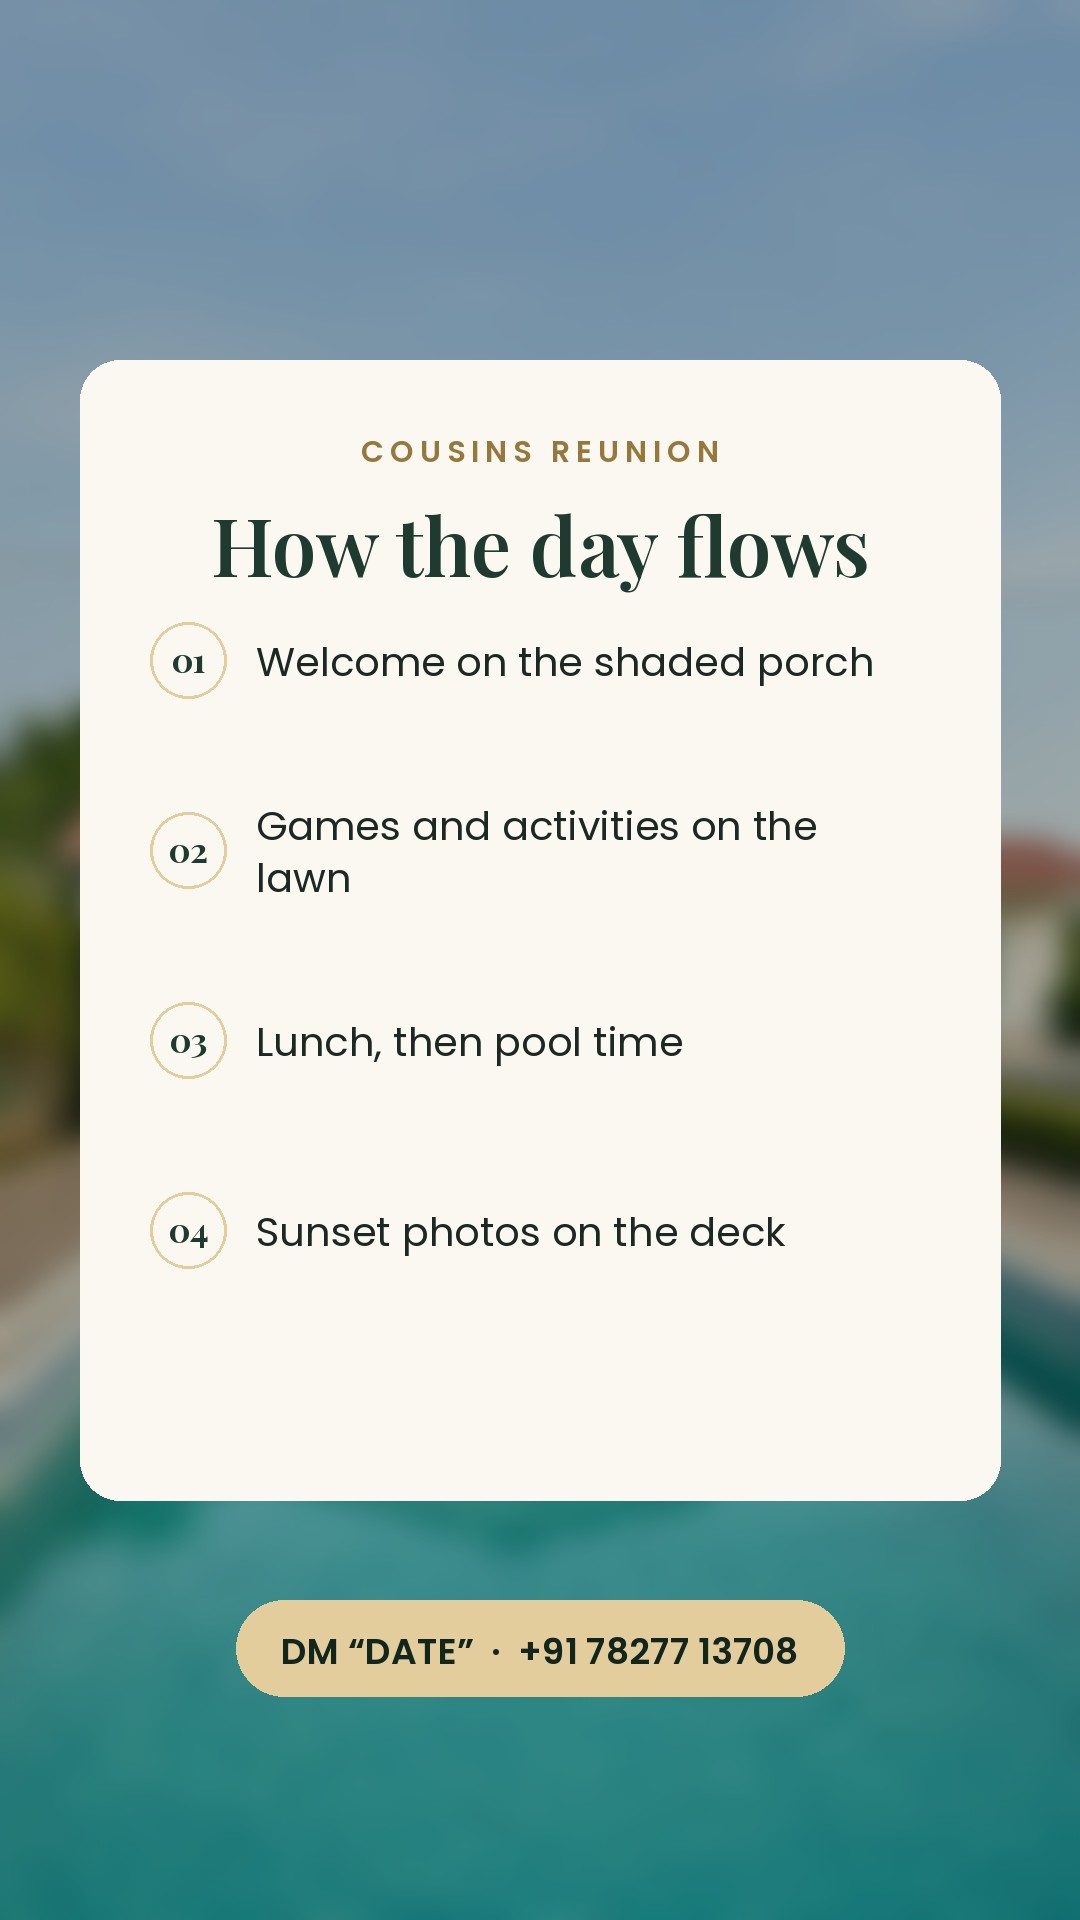 COUSINS REUNION
How the day flows
01 Welcome on the shaded porch
02 Games and activities on the
lawn
03 Lunch, then pool time
04 Sunset photos on the deck
DM “DATE” · +91 78277 13708